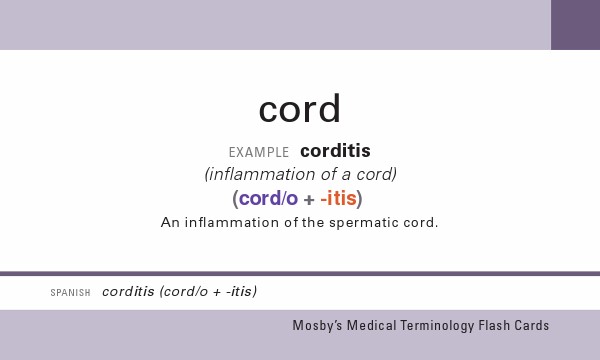 cord
EXAMPLE corditis
(inflammation of a cord)
(cord/o + -itis)
An inflammation of the spermatic cord.
SPANISH corditis (cord/o + -itis)
Mosby's Medical Terminology Flash Cards